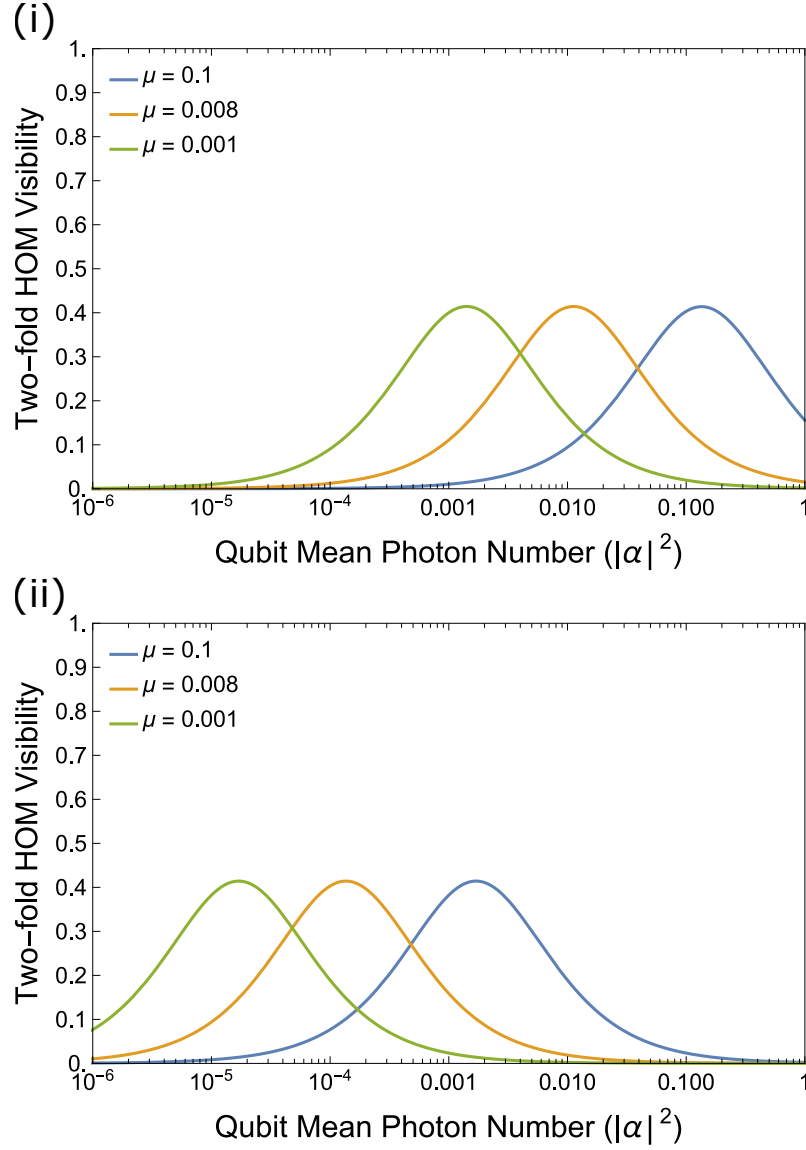 (i)
1.
0.9
0.8
0.7
0.6
0.5
0.4
0.3
0.2
0.1
0.
Two−fold HOM Visibility
μ = 0.1
μ = 0.008
μ = 0.001
10⁻⁶ 10⁻⁵ 10⁻⁴ 0.001 0.010 0.100 1
Qubit Mean Photon Number (|α|²)
(ii)
1.
0.9
0.8
0.7
0.6
0.5
0.4
0.3
0.2
0.1
0.
Two−fold HOM Visibility
μ = 0.1
μ = 0.008
μ = 0.001
10⁻⁶ 10⁻⁵ 10⁻⁴ 0.001 0.010 0.100 1
Qubit Mean Photon Number (|α|²)